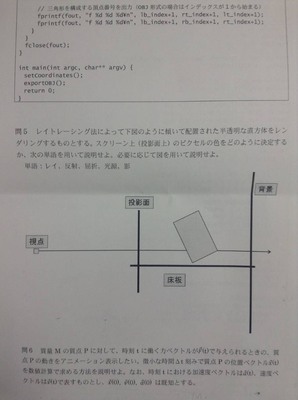 // 三角形を構成する頂点番号を出力（OBJ 形式の場合はインデックスが1から始まる）
fprintf(fout, "f %d %d %d¥n", lb_index+1, rt_index+1, lt_index+1);
fprintf(fout, "f %d %d %d¥n", lb_index+1, rb_index+1, rt_index+1);
}
}
fclose(fout);
}
int main(int argc, char** argv) {
setCoordinates();
exportOBJ();
return 0;
}
問5 レイトレーシング法によって下図のように傾いて配置された半透明な直方体をレン
ダリングするものとする。スクリーン上（投影面上）のピクセルの色をどのように決定する
か、次の単語を用いて説明せよ。必要に応じて図を用いて説明せよ。
単語：レイ、反射、屈折、光源、影
背景
投影面
視点
床板
問6 質量 M の質点 P に対して、時刻 t に働く力ベクトルが で与えられるときの、質
点 P の動きをアニメーション表示したい。微小な時間Δt 刻みで質点 P の位置ベクトル
を数値計算で求める方法を説明せよ。なお、時刻 t における加速度ベクトルは 、速度ベ
クトルは で表すものとし、 は既知とする。